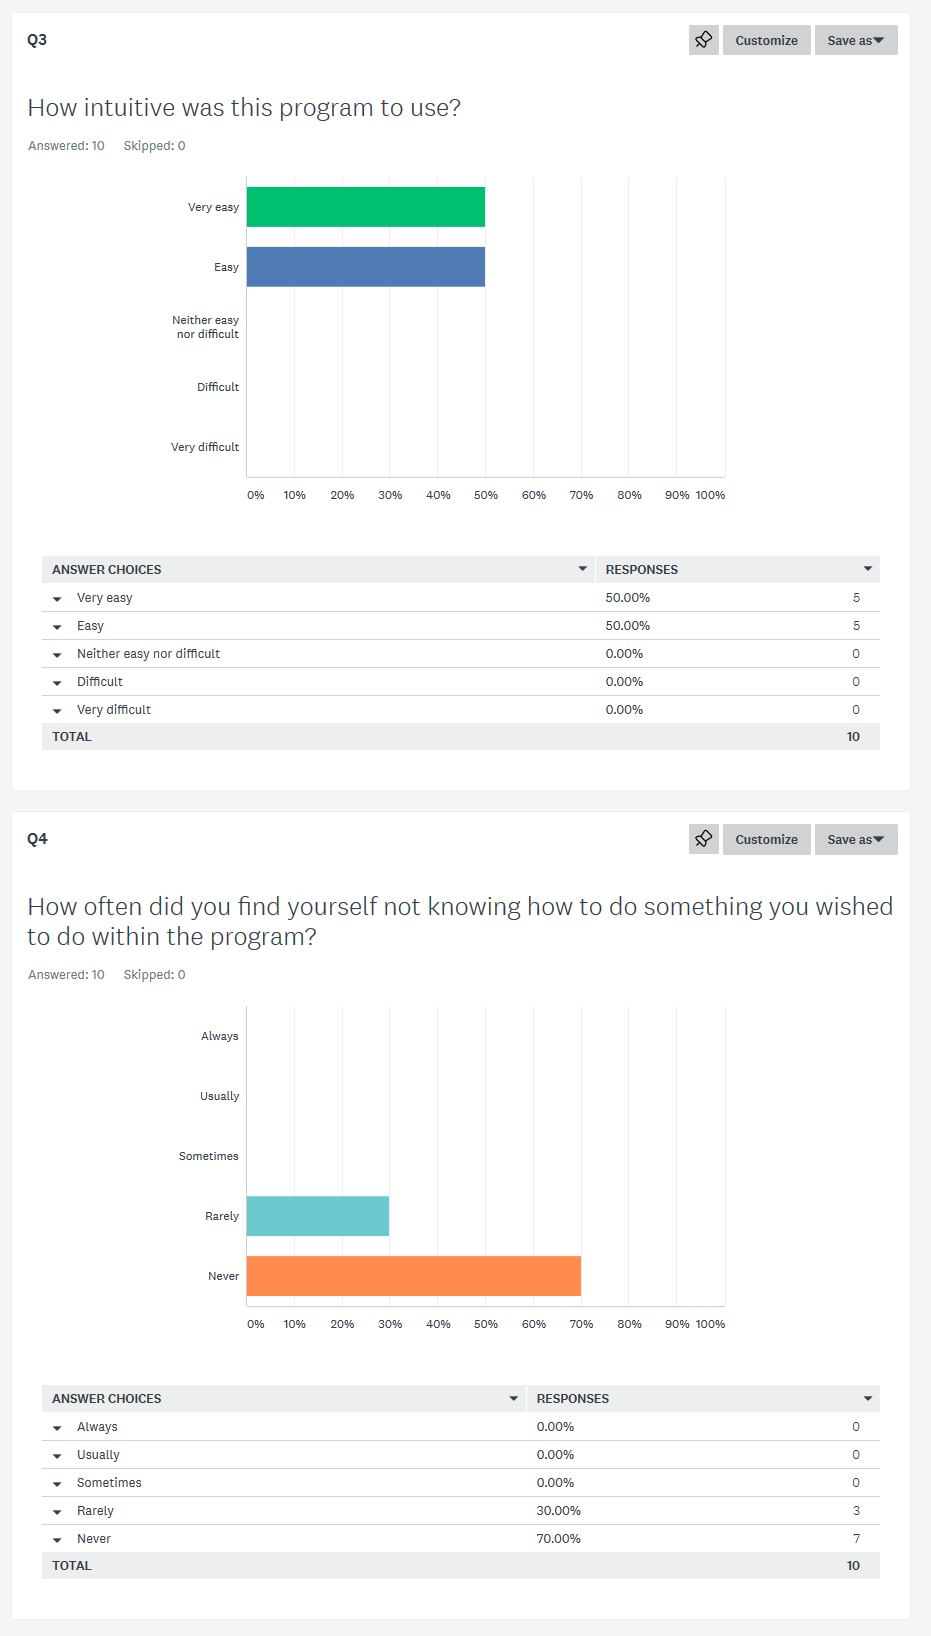 Q3
Customize
Save as
How intuitive was this program to use?
Answered: 10 Skipped: 0
Very easy
Easy
Neither easy
nor difficult
Difficult
Very difficult
0% 10% 20% 30% 40% 50% 60% 70% 80% 90% 100%
ANSWER CHOICES RESPONSES
Very easy 50.00% 5
Easy 50.00% 5
Neither easy nor difficult 0.00% 0
Difficult 0.00% 0
Very difficult 0.00% 0
TOTAL 10
Q4
Customize
Save as
How often did you find yourself not knowing how to do something you wished
to do within the program?
Answered: 10 Skipped: 0
Always
Usually
Sometimes
Rarely
Never
0% 10% 20% 30% 40% 50% 60% 70% 80% 90% 100%
ANSWER CHOICES RESPONSES
Always 0.00% 0
Usually 0.00% 0
Sometimes 0.00% 0
Rarely 30.00% 3
Never 70.00% 7
TOTAL 10